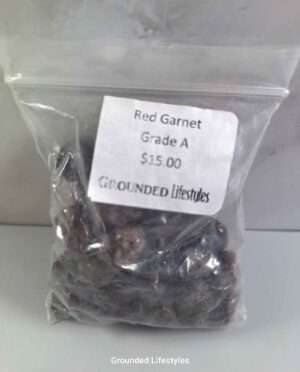 Red Garnet
Grade A
$15.00
GROUNDED Lifestyles
Grounded Lifestyles